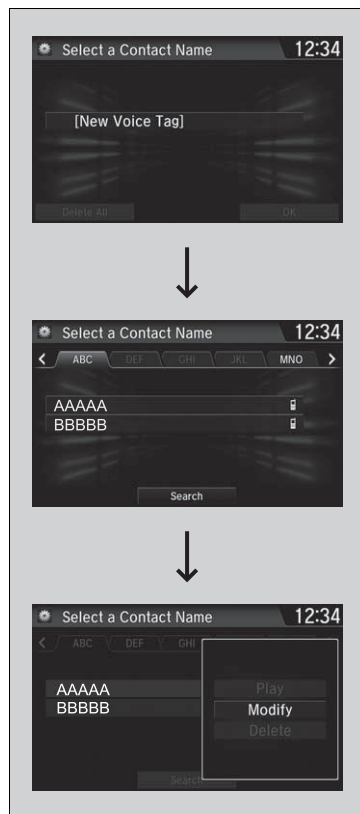 Select a Contact Name 12:34
[New Voice Tag]
Delete All OK
Select a Contact Name 12:34
< ABC DEF GHI JKL MNO >
AAAAA
BBBBB
Search
Select a Contact Name 12:34
< ABC DEF GHI
AAAAA
BBBBB
Play
Modify
Delete
Search